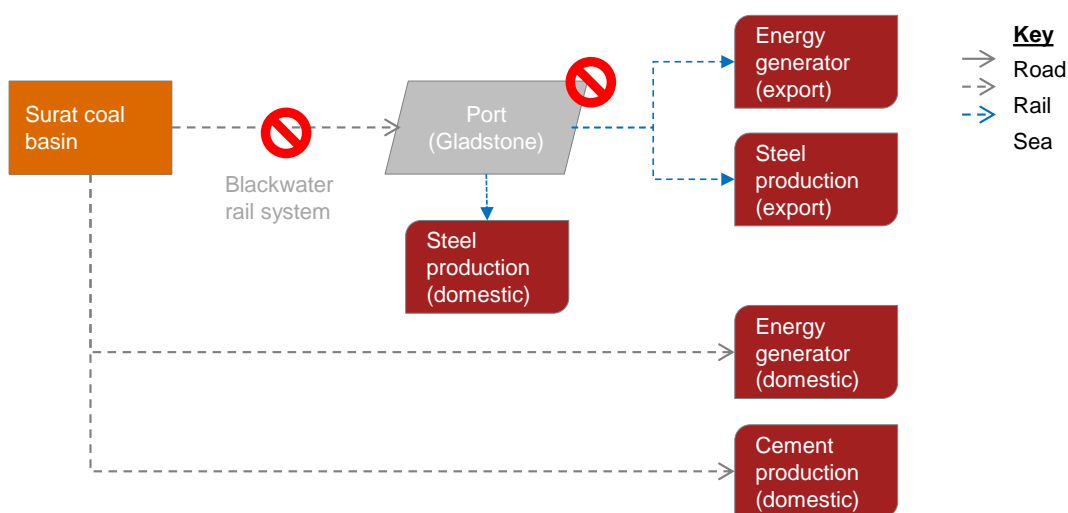 Surat coal
basin
Blackwater
rail system
Port
(Gladstone)
Steel
production
(domestic)
Energy
generator
(export)
Steel
production
(export)
Energy
generator
(domestic)
Cement
production
(domestic)
Key
Road
Rail
Sea